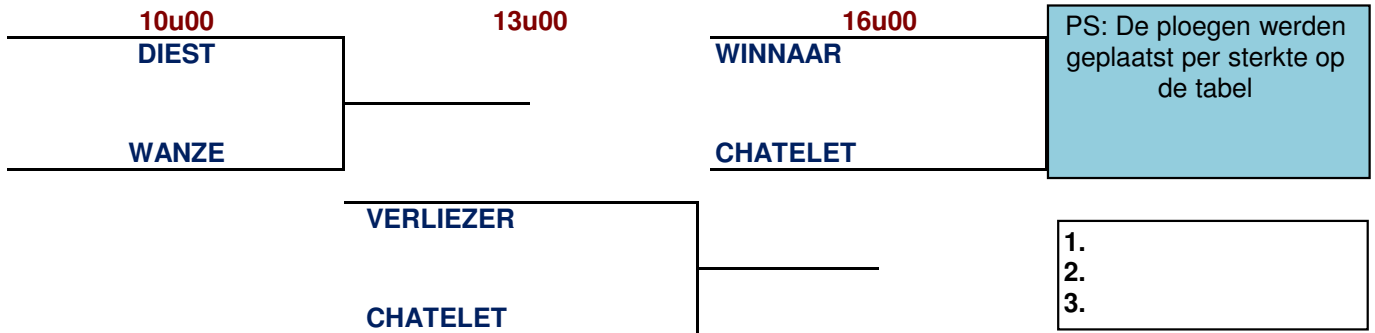 10u00 13u00 16u00
DIEST
WINNAAR
PS: De ploegen werden
geplaatst per sterkte op
de tabel
WANZE
CHATELET
VERLIEZER
CHATELET
1.
2.
3.